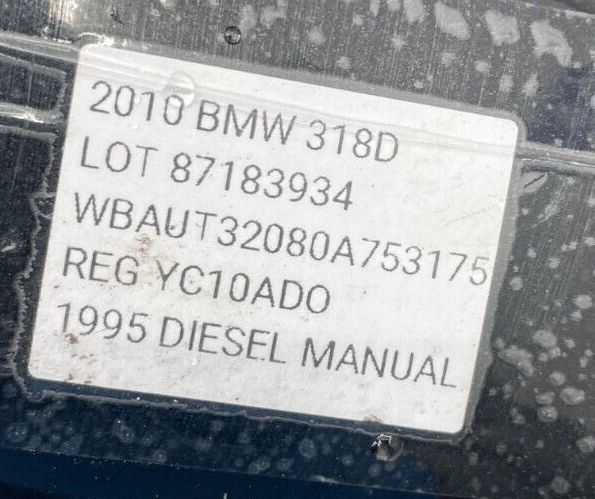 2010 BMW 318D
LOT 87183934
WBAUT32080A753175
REG YC10ADO
1995 DIESEL MANUAL